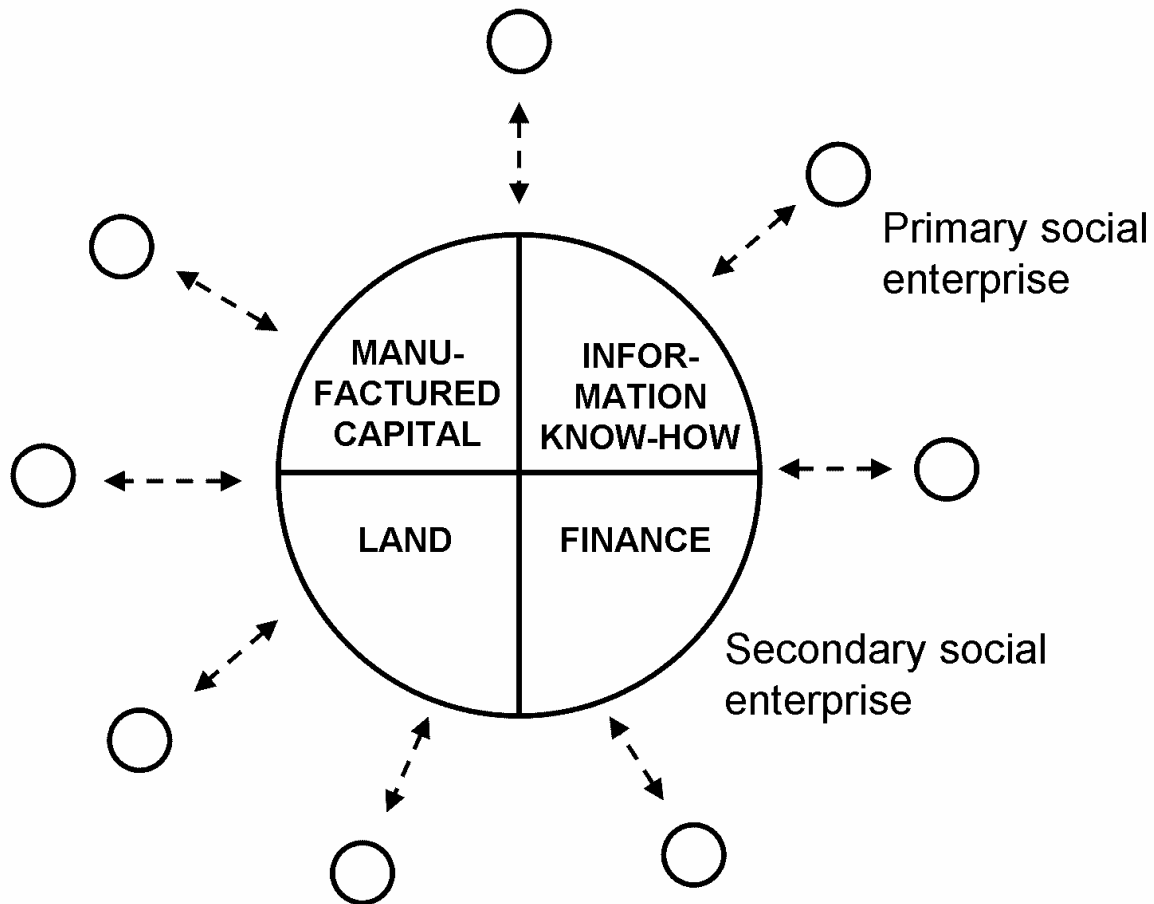 Primary social
enterprise
MANU-
FACTURED
CAPITAL
INFOR-
MATION
KNOW-HOW
LAND
FINANCE
Secondary social
enterprise